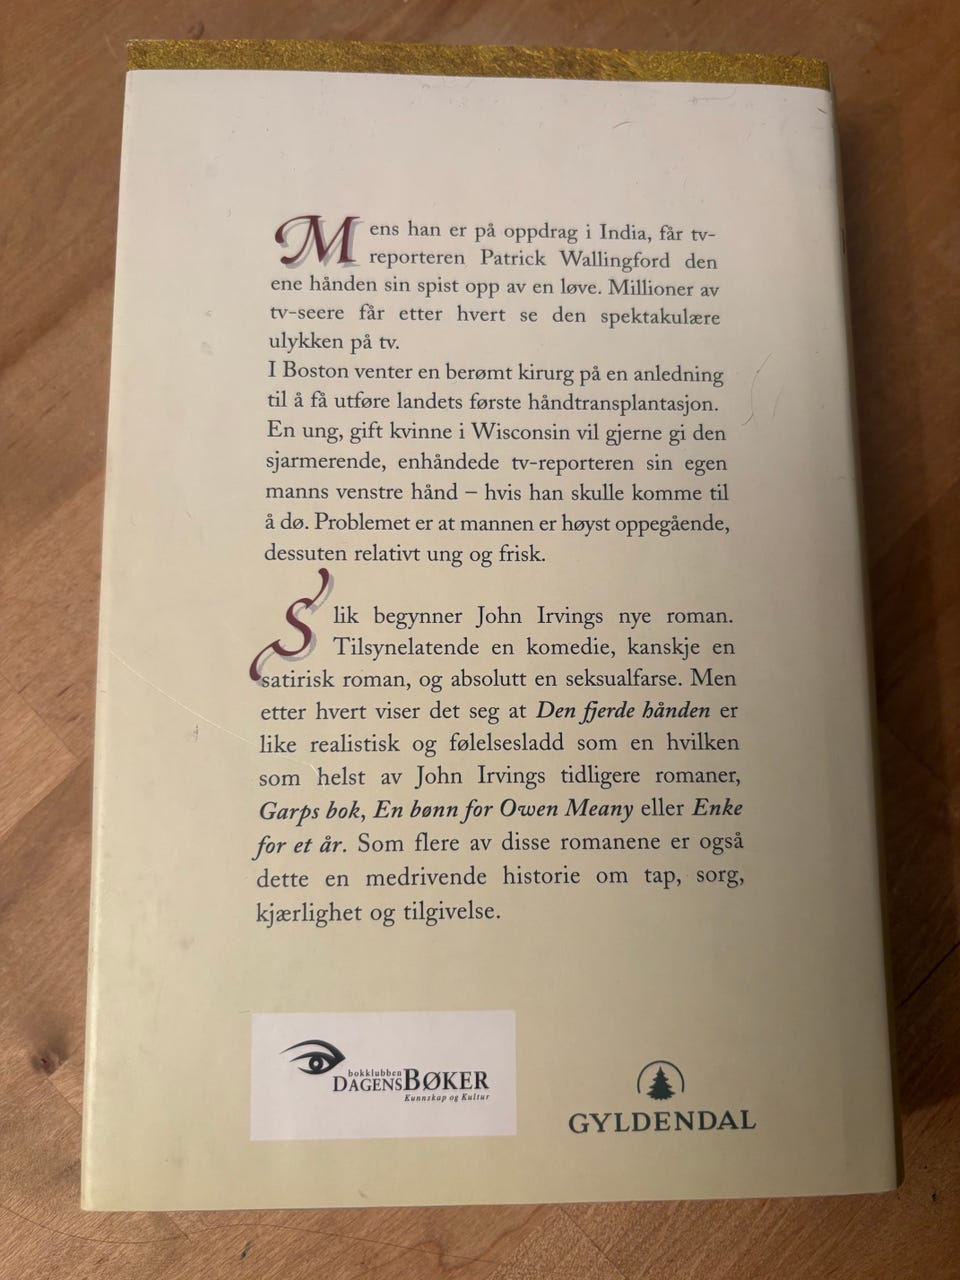 Mens han er på oppdrag i India, får tv-
reporteren Patrick Wallingford den
ene hånden sin spist opp av en løve. Millioner av
tv-seere får etter hvert se den spektakulære
ulykken på tv.
I Boston venter en berømt kirurg på en anledning
til å få utføre landets første håndtransplantasjon.
En ung, gift kvinne i Wisconsin vil gjerne gi den
sjarmerende, enhåndede tv-reporteren sin egen
manns venstre hånd – hvis han skulle komme til
å dø. Problemet er at mannen er høyst oppegående,
dessuten relativt ung og frisk.
Slik begynner John Irvings nye roman.
Tilsynelatende en komedie, kanskje en
satirisk roman, og absolutt en seksualfarse. Men
etter hvert viser det seg at Den fjerde hånden er
like realistisk og følelsesladd som en hvilken
som helst av John Irvings tidligere romaner,
Garps bok, En bønn for Owen Meany eller Enke
for et år. Som flere av disse romanene er også
dette en medrivende historie om tap, sorg,
kjærlighet og tilgivelse.
bokklubben
DAGENSBØKER
Kunnskap og Kultur
GYLDENDAL